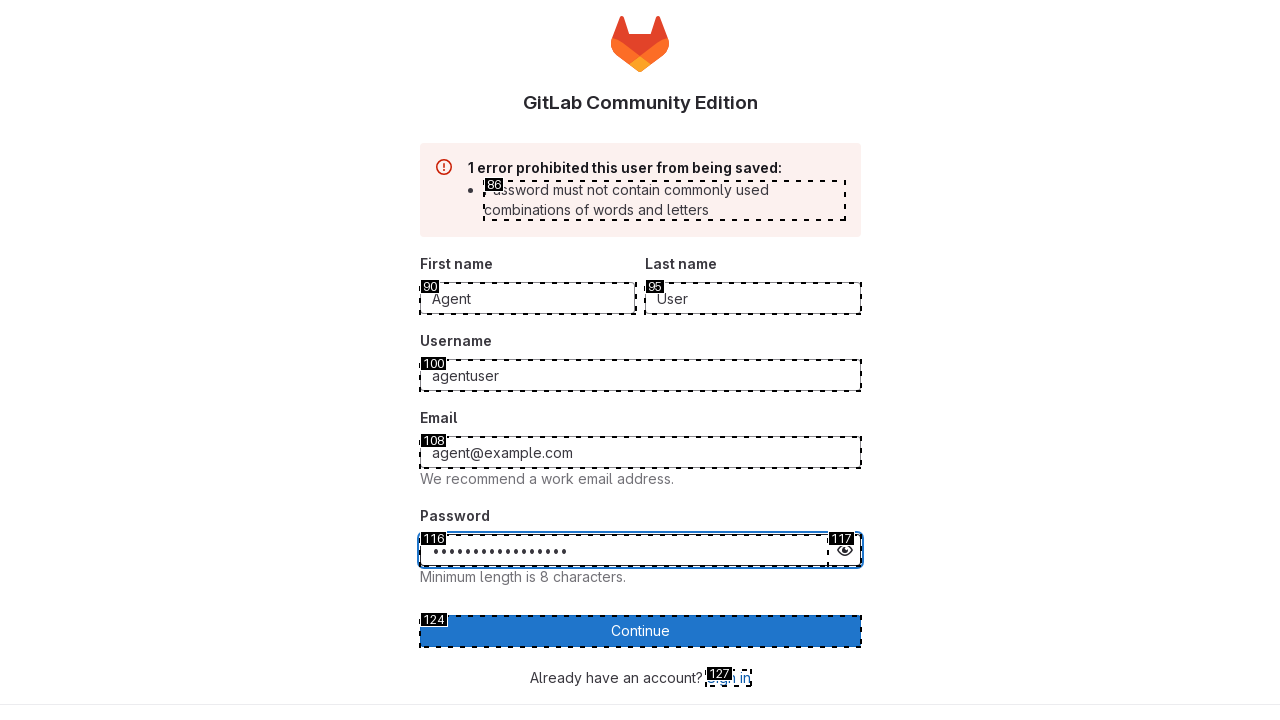 GitLab Community Edition
1 error prohibited this user from being saved:
86
Password must not contain commonly used
combinations of words and letters
First name
Last name
90
Agent
95
User
Username
100
agentuser
Email
108
agent@example.com
We recommend a work email address.
Password
116
117
•••••••••••••••••
Minimum length is 8 characters.
124
Continue
127
Already have an account? Sign in